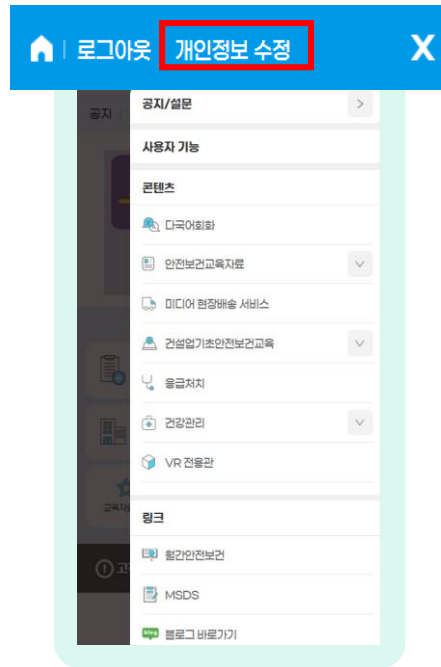 로그아웃 개인정보 수정 X
공지
공지/설문
사용자 기능
콘텐츠
다국어회화
안전보건교육자료
미디어 현장배송 서비스
건설업기초안전보건교육
응급처치
건강관리
VR 전용관
링크
월간안전보건
MSDS
블로그 바로가기